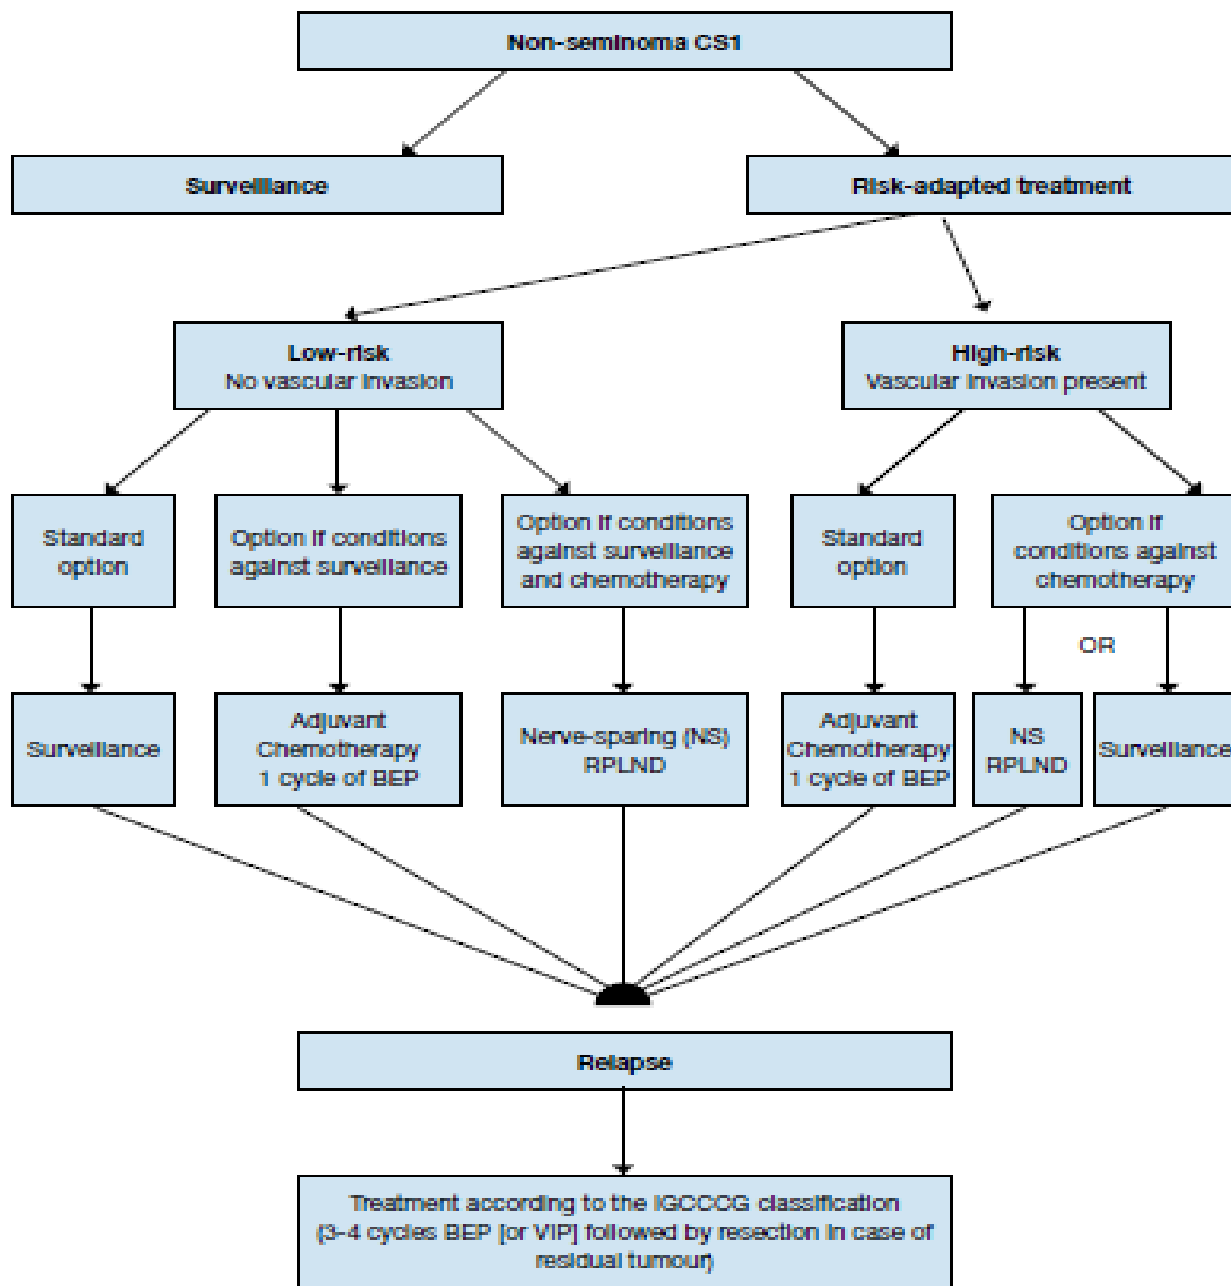 Non-seminoma CS1
Surveillance
Risk-adapted treatment
Low-risk
No vascular invasion
High-risk
Vascular invasion present
Standard
option
Option if conditions
against surveillance
Option if conditions
against surveillance
and chemotherapy
Standard
option
Option if
conditions against
chemotherapy
OR
Surveillance
Adjuvant
Chemotherapy
1 cycle of BEP
Nerve-sparing (NS)
RPLND
Adjuvant
Chemotherapy
1 cycle of BEP
NS
RPLND
Surveillance
Relapse
Treatment according to the IGCCCG classification
(3-4 cycles BEP [or VIP] followed by resection in case of
residual tumour)